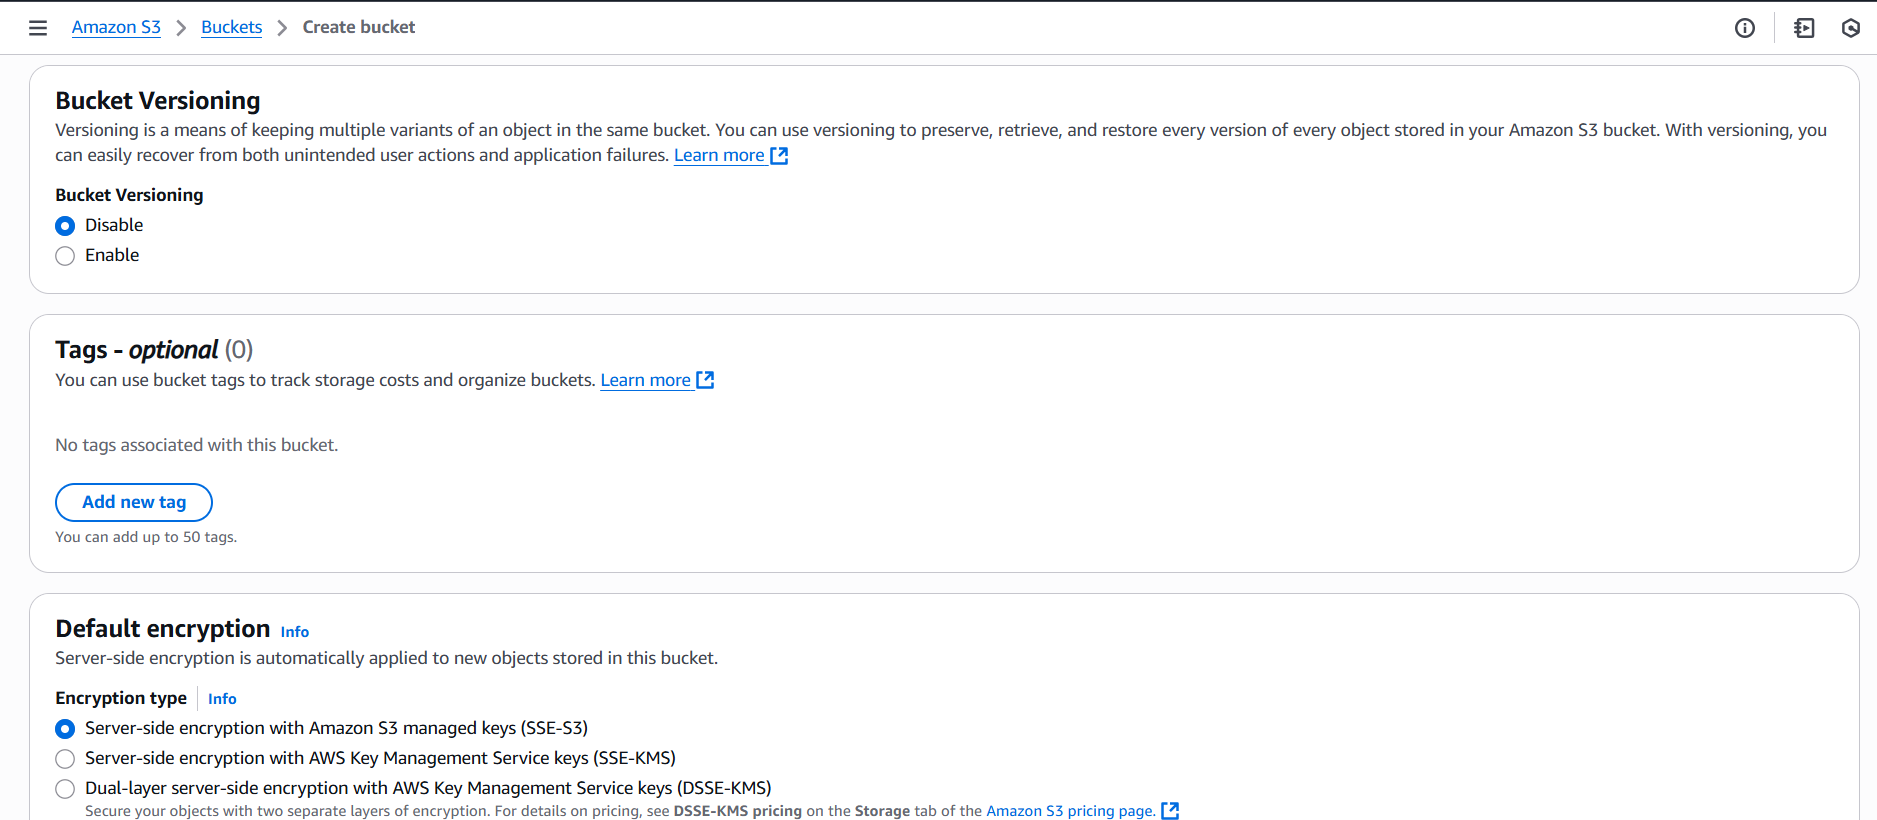 Amazon S3 > Buckets > Create bucket
Bucket Versioning
Versioning is a means of keeping multiple variants of an object in the same bucket. You can use versioning to preserve, retrieve, and restore every version of every object stored in your Amazon S3 bucket. With versioning, you
can easily recover from both unintended user actions and application failures. Learn more
Bucket Versioning
Disable
Enable
Tags - optional (0)
You can use bucket tags to track storage costs and organize buckets. Learn more
No tags associated with this bucket.
Add new tag
You can add up to 50 tags.
Default encryption Info
Server-side encryption is automatically applied to new objects stored in this bucket.
Encryption type Info
Server-side encryption with Amazon S3 managed keys (SSE-S3)
Server-side encryption with AWS Key Management Service keys (SSE-KMS)
Dual-layer server-side encryption with AWS Key Management Service keys (DSSE-KMS)
Secure your objects with two separate layers of encryption. For details on pricing, see DSSE-KMS pricing on the Storage tab of the Amazon S3 pricing page.